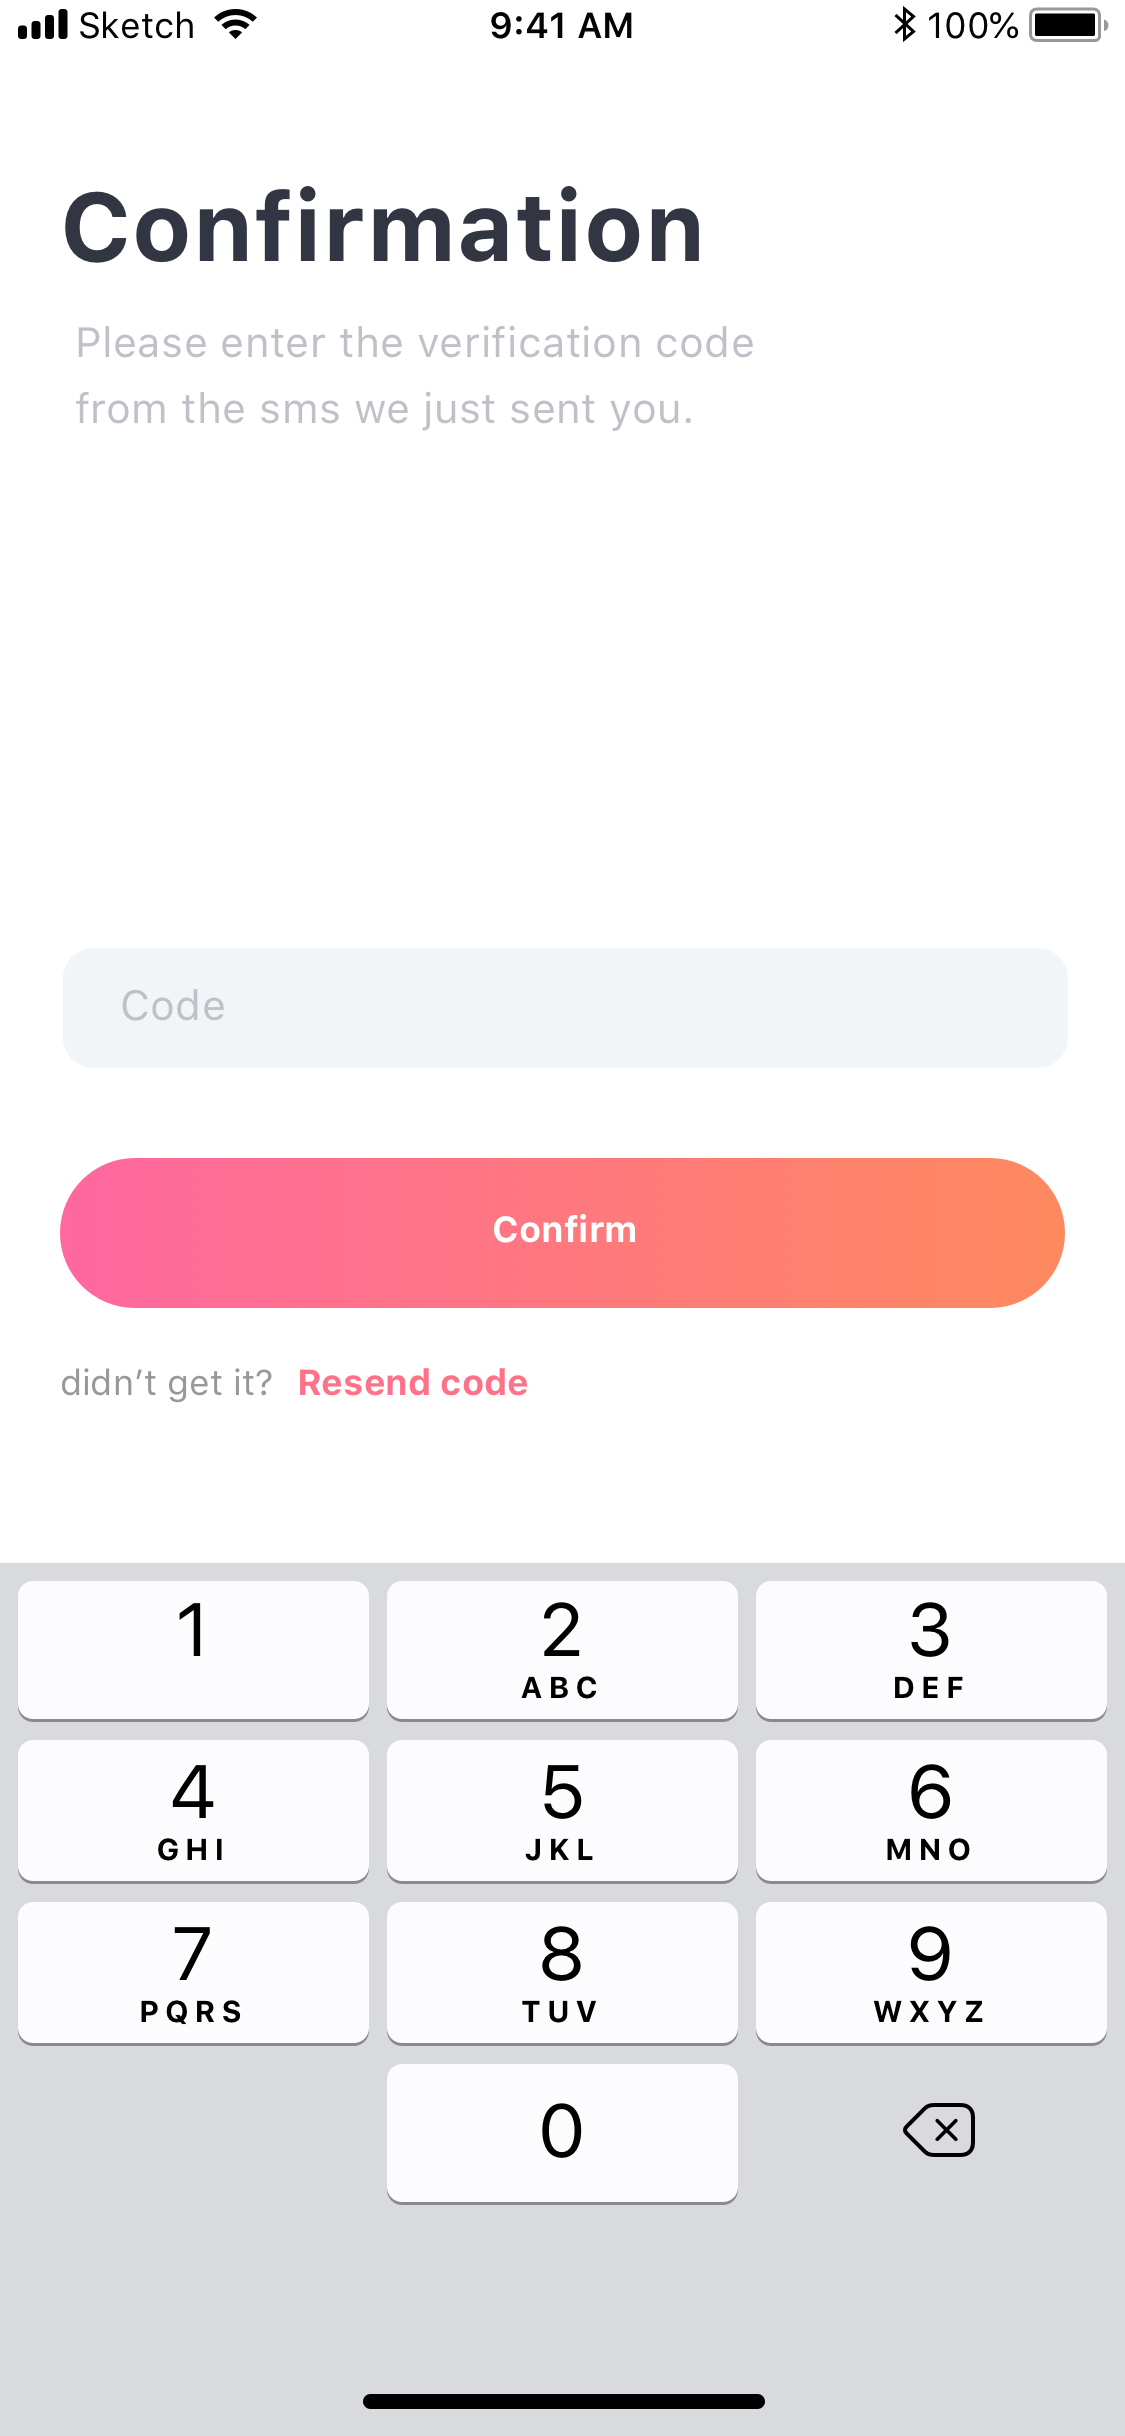 Sketch 9:41 AM 100%
Confirmation
Please enter the verification code
from the sms we just sent you.
Code
Confirm
didn’t get it? Resend code
1 2 3
ABC DEF
4 5 6
GHI JKL MNO
7 8 9
PQRS TUV WXYZ
0